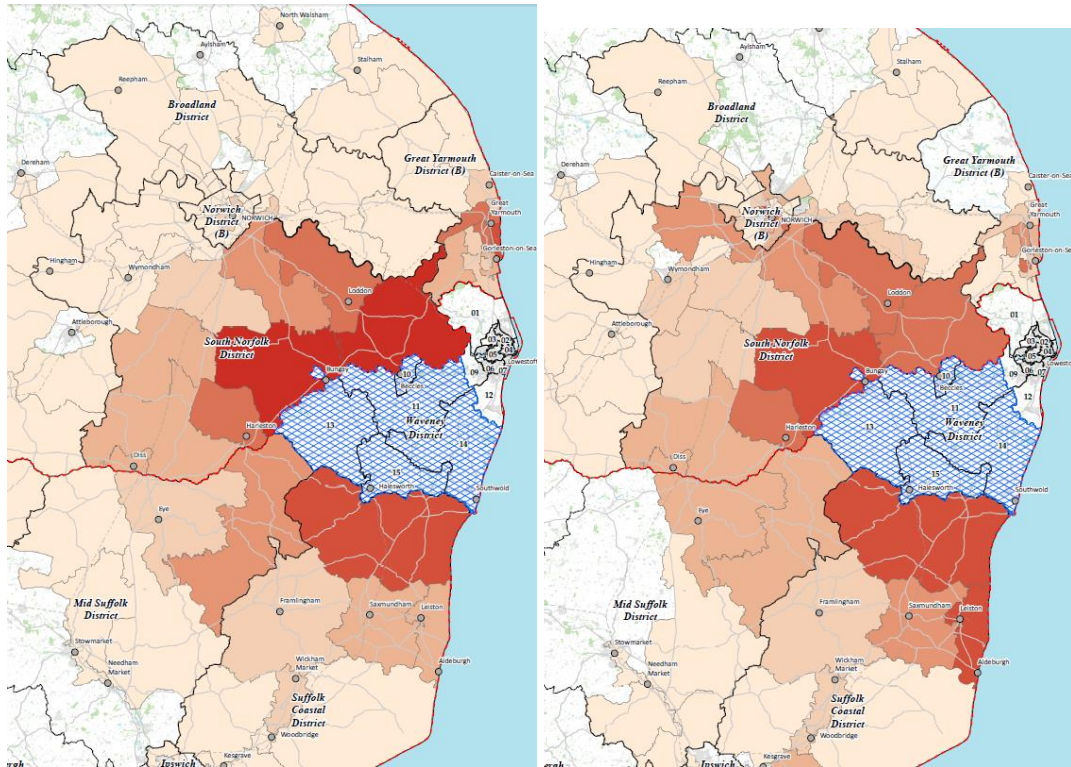 North Walsham
Aylsham
Stalham
Reepham
Broadland
District
Dereham
Great Yarmouth
District (B)
Caister-on-Sea
Great
Yarmouth
Norwich
District
(B)
NORWICH
Gorleston-on-Sea
Hingham
Wymondham
Loddon
Attleborough
01
South Norfolk
District
03
02
04
05
Lowestoft
06
07
09
10
Bungay
Beccles
12
11
Waveney
District
13
14
Harleston
Diss
15
Halesworth
Southwold
Eye
Mid Suffolk
District
Framlingham
Saxmundham
Leiston
Stowmarket
Needham
Market
Wickham
Market
Aldeburgh
Suffolk
Coastal
District
Woodbridge
Kesgrave
Ipswich
Aylsham
Stalham
Reepham
Broadland
District
Dereham
Great Yarmouth
District (B)
Caister-on-Sea
Great
Yarmouth
Norwich
District
(B)
NORWICH
Gorleston-on-Sea
Hingham
Wymondham
Loddon
Attleborough
01
South Norfolk
District
03
02
04
05
Lowestoft
06
07
09
10
Bungay
Beccles
12
11
Waveney
District
13
14
Harleston
Diss
15
Halesworth
Southwold
Eye
Mid Suffolk
District
Framlingham
Saxmundham
Leiston
Stowmarket
Needham
Market
Wickham
Market
Aldeburgh
Suffolk
Coastal
District
Woodbridge
Kesgrave
Ipswich